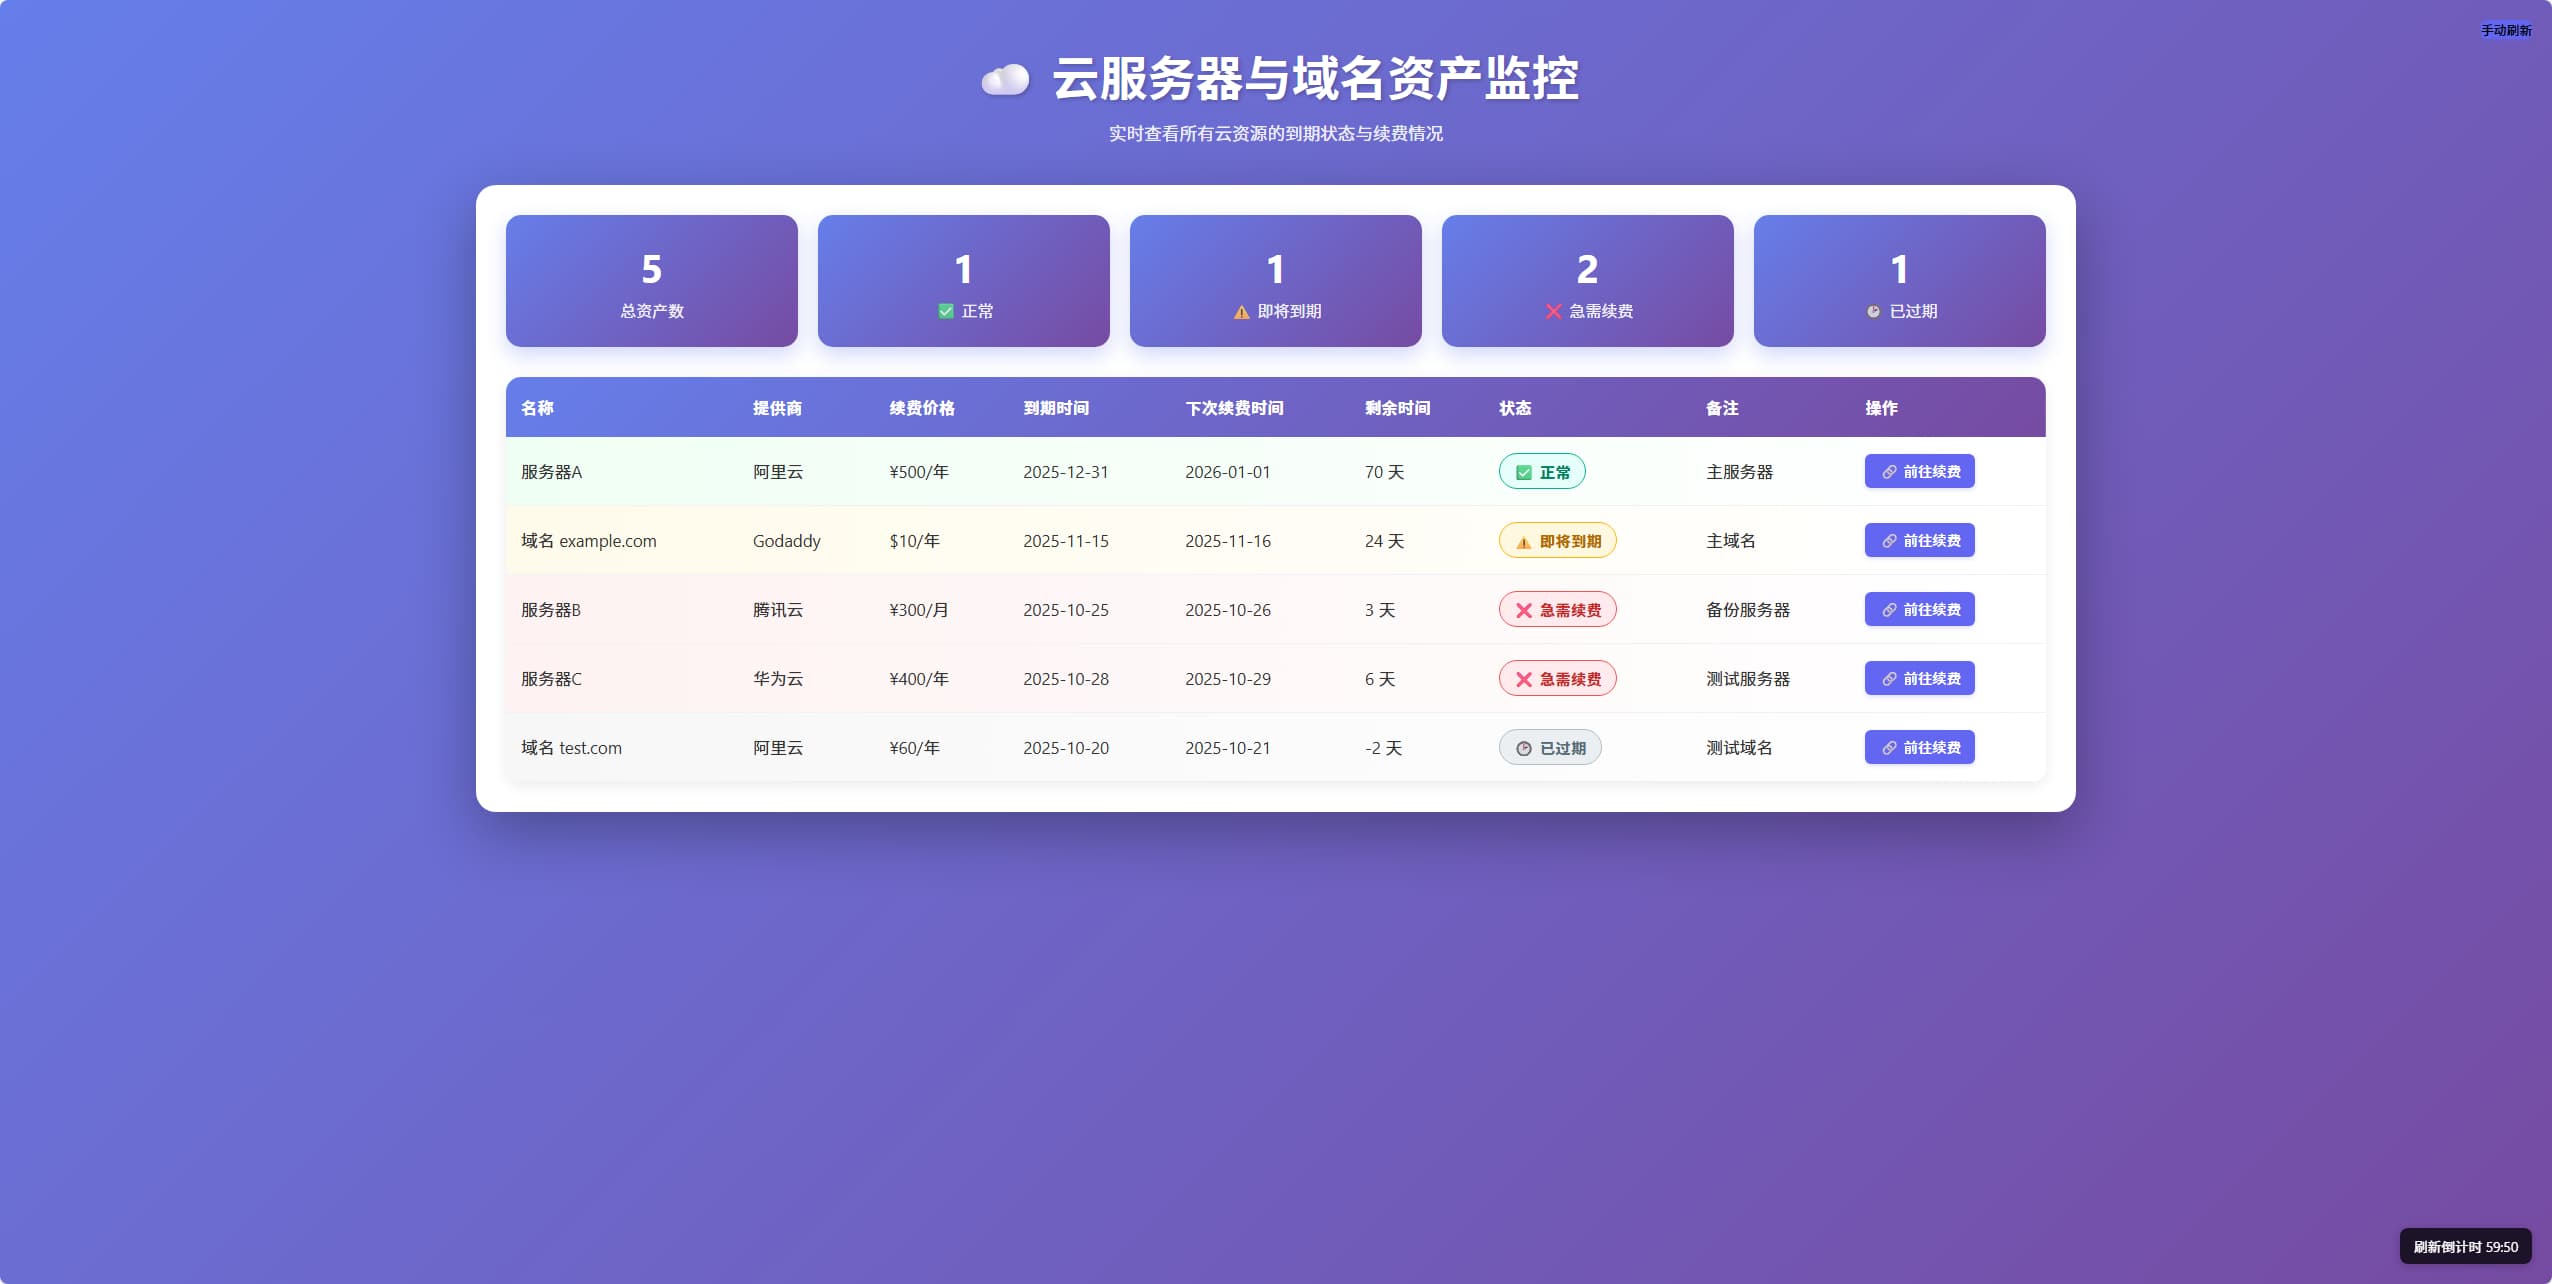 手动刷新
云服务器与域名资产监控
实时查看所有云资源的到期状态与续费情况
5
总资产数
1
正常
1
即将到期
2
急需续费
1
已过期
名称 提供商 续费价格 到期时间 下次续费时间 剩余时间 状态 备注 操作
服务器A 阿里云 ¥500/年 2025-12-31 2026-01-01 70 天 正常 主服务器 前往续费
域名 example.com Godaddy $10/年 2025-11-15 2025-11-16 24 天 即将到期 主域名 前往续费
服务器B 腾讯云 ¥300/月 2025-10-25 2025-10-26 3 天 急需续费 备份服务器 前往续费
服务器C 华为云 ¥400/年 2025-10-28 2025-10-29 6 天 急需续费 测试服务器 前往续费
域名 test.com 阿里云 ¥60/年 2025-10-20 2025-10-21 -2 天 已过期 测试域名 前往续费
刷新倒计时 59:50